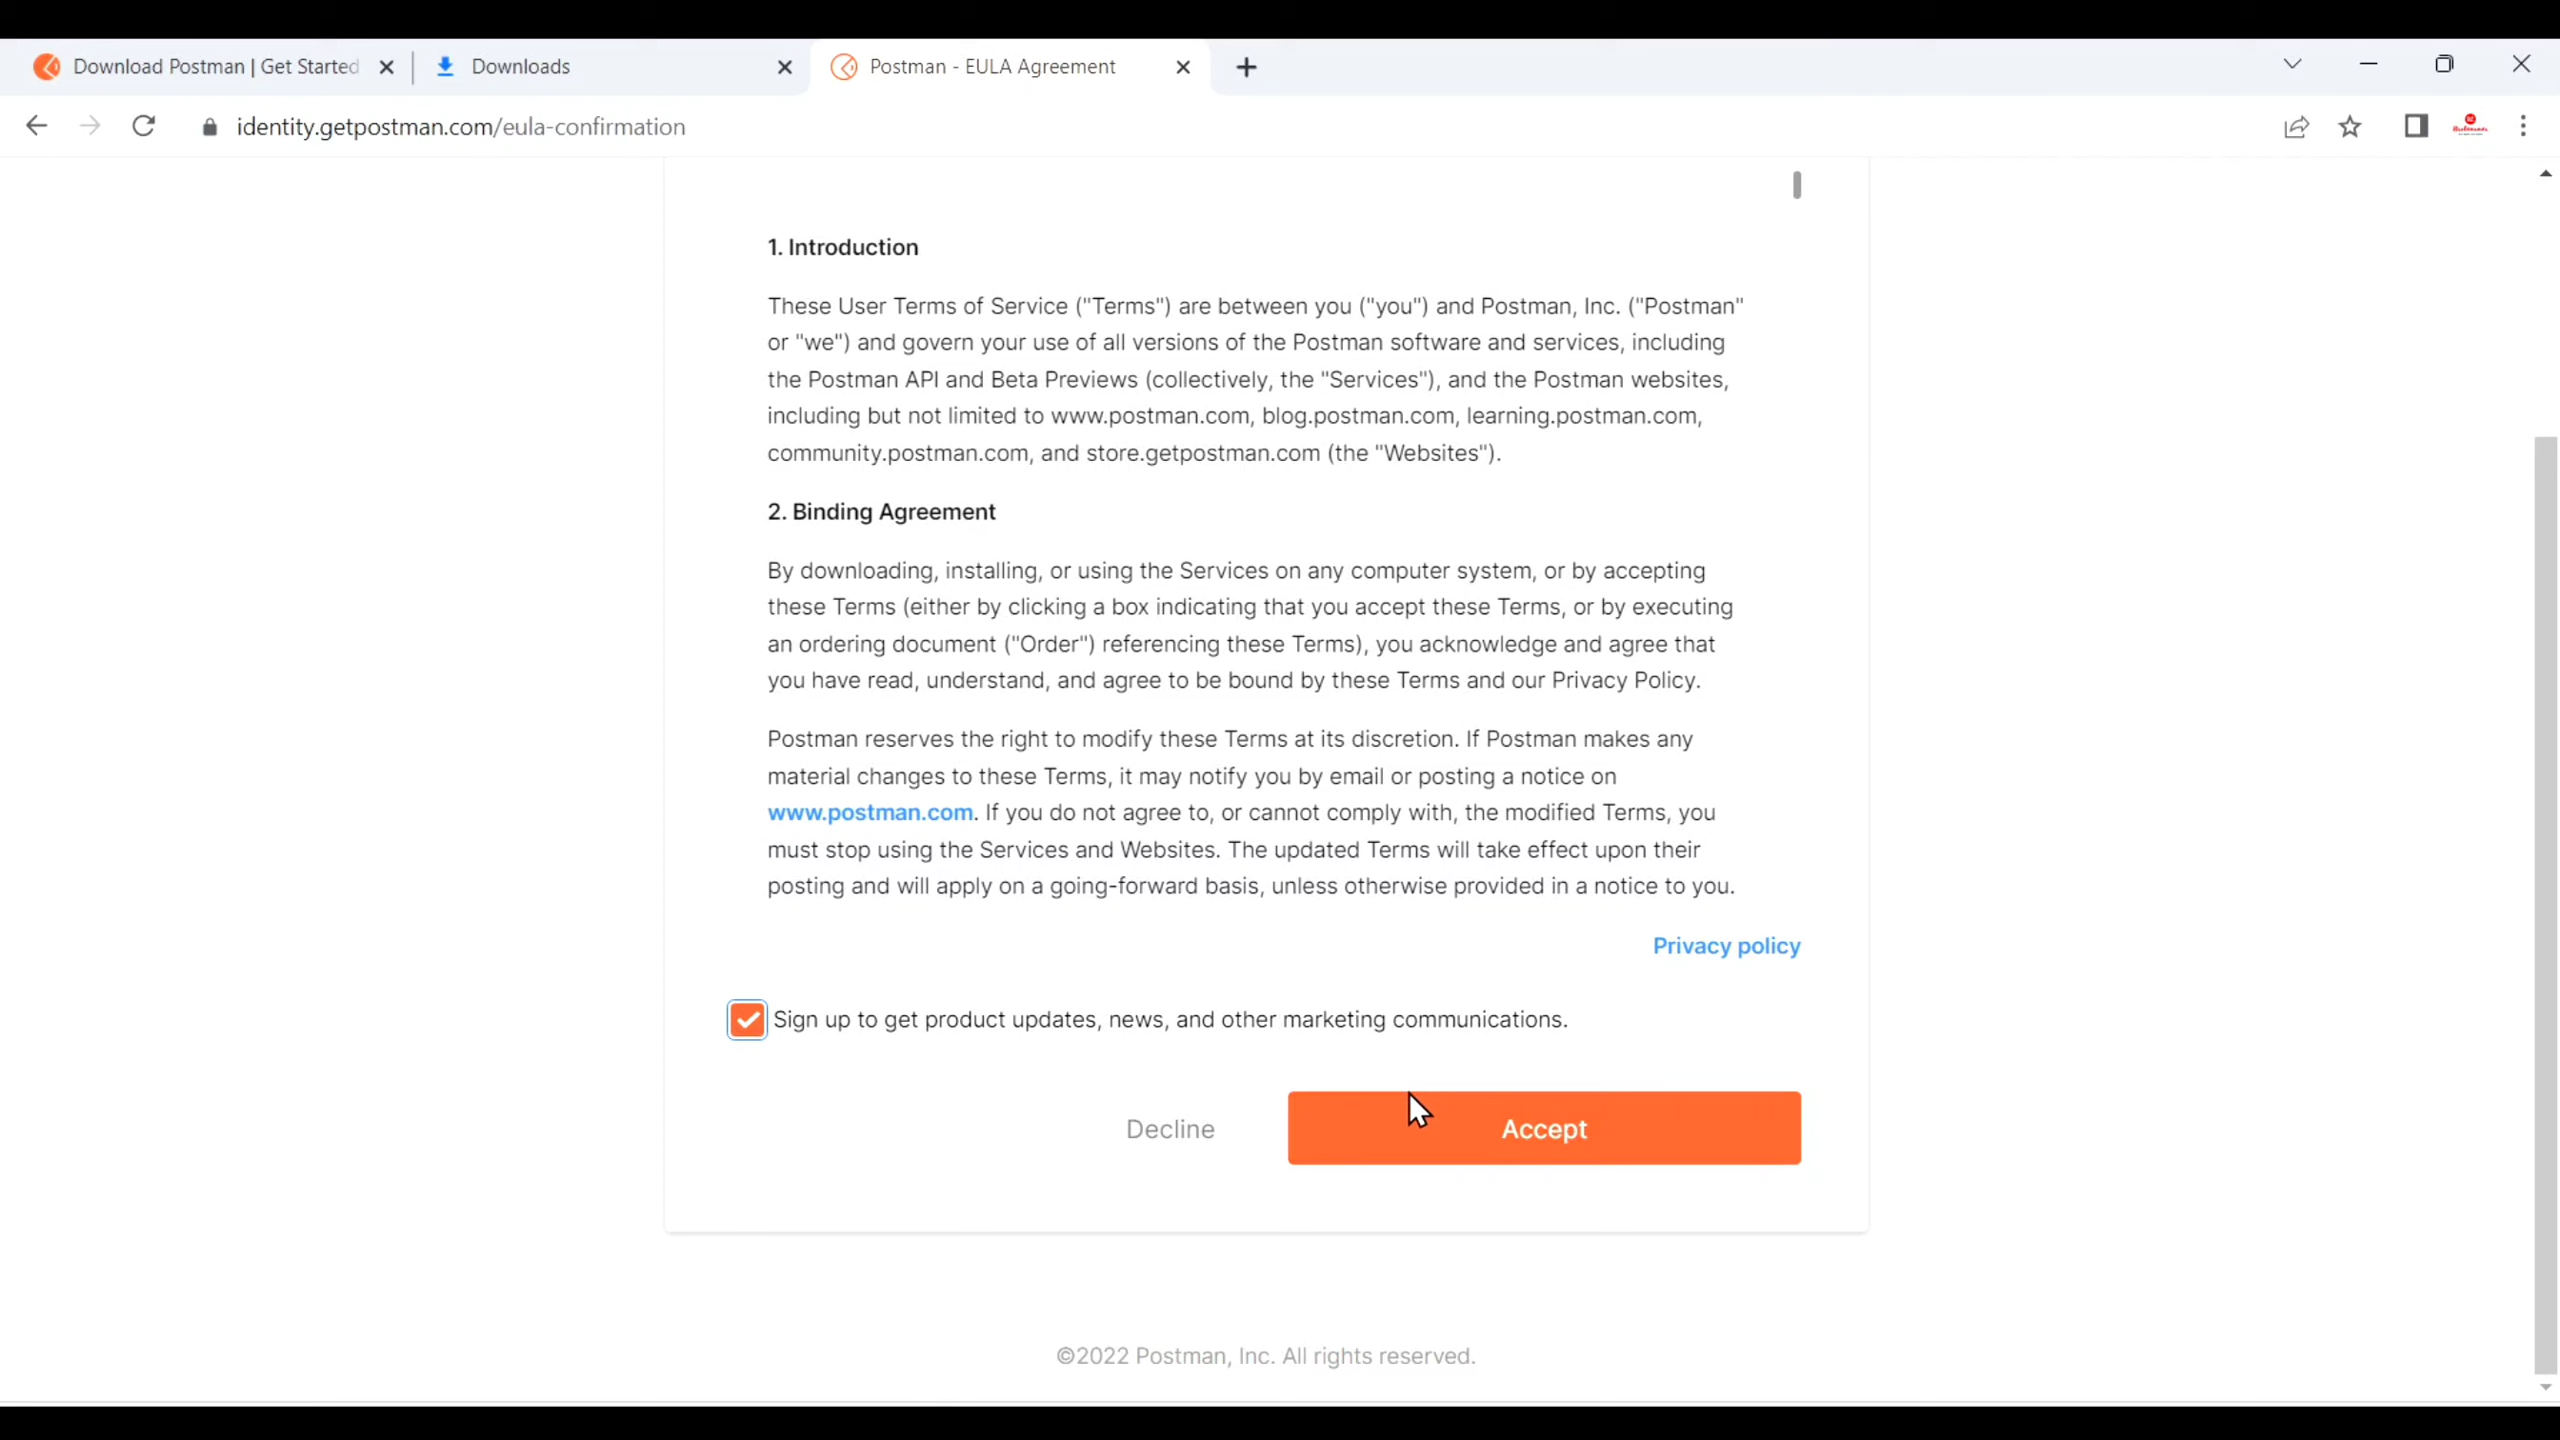 Download Postman | Get Started
Downloads
Postman - EULA Agreement
identity.getpostman.com/eula-confirmation
1. Introduction
These User Terms of Service ("Terms") are between you ("you") and Postman, Inc. ("Postman"
or "we") and govern your use of all versions of the Postman software and services, including
the Postman API and Beta Previews (collectively, the "Services"), and the Postman websites,
including but not limited to www.postman.com, blog.postman.com, learning.postman.com,
community.postman.com, and store.getpostman.com (the "Websites").
2. Binding Agreement
By downloading, installing, or using the Services on any computer system, or by accepting
these Terms (either by clicking a box indicating that you accept these Terms, or by executing
an ordering document ("Order") referencing these Terms), you acknowledge and agree that
you have read, understand, and agree to be bound by these Terms and our Privacy Policy.
Postman reserves the right to modify these Terms at its discretion. If Postman makes any
material changes to these Terms, it may notify you by email or posting a notice on
www.postman.com. If you do not agree to, or cannot comply with, the modified Terms, you
must stop using the Services and Websites. The updated Terms will take effect upon their
posting and will apply on a going-forward basis, unless otherwise provided in a notice to you.
Privacy policy
Sign up to get product updates, news, and other marketing communications.
Decline
Accept
©2022 Postman, Inc. All rights reserved.